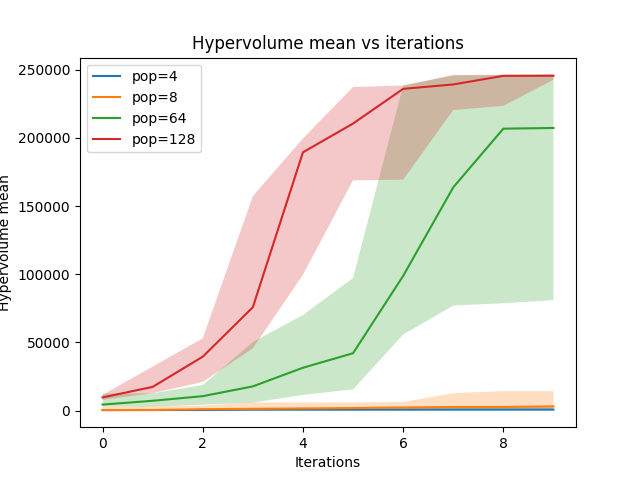 Hypervolume mean vs iterations
pop=4
pop=8
pop=64
pop=128
250000
200000
150000
100000
50000
0
Hypervolume mean
0
2
4
6
8
Iterations